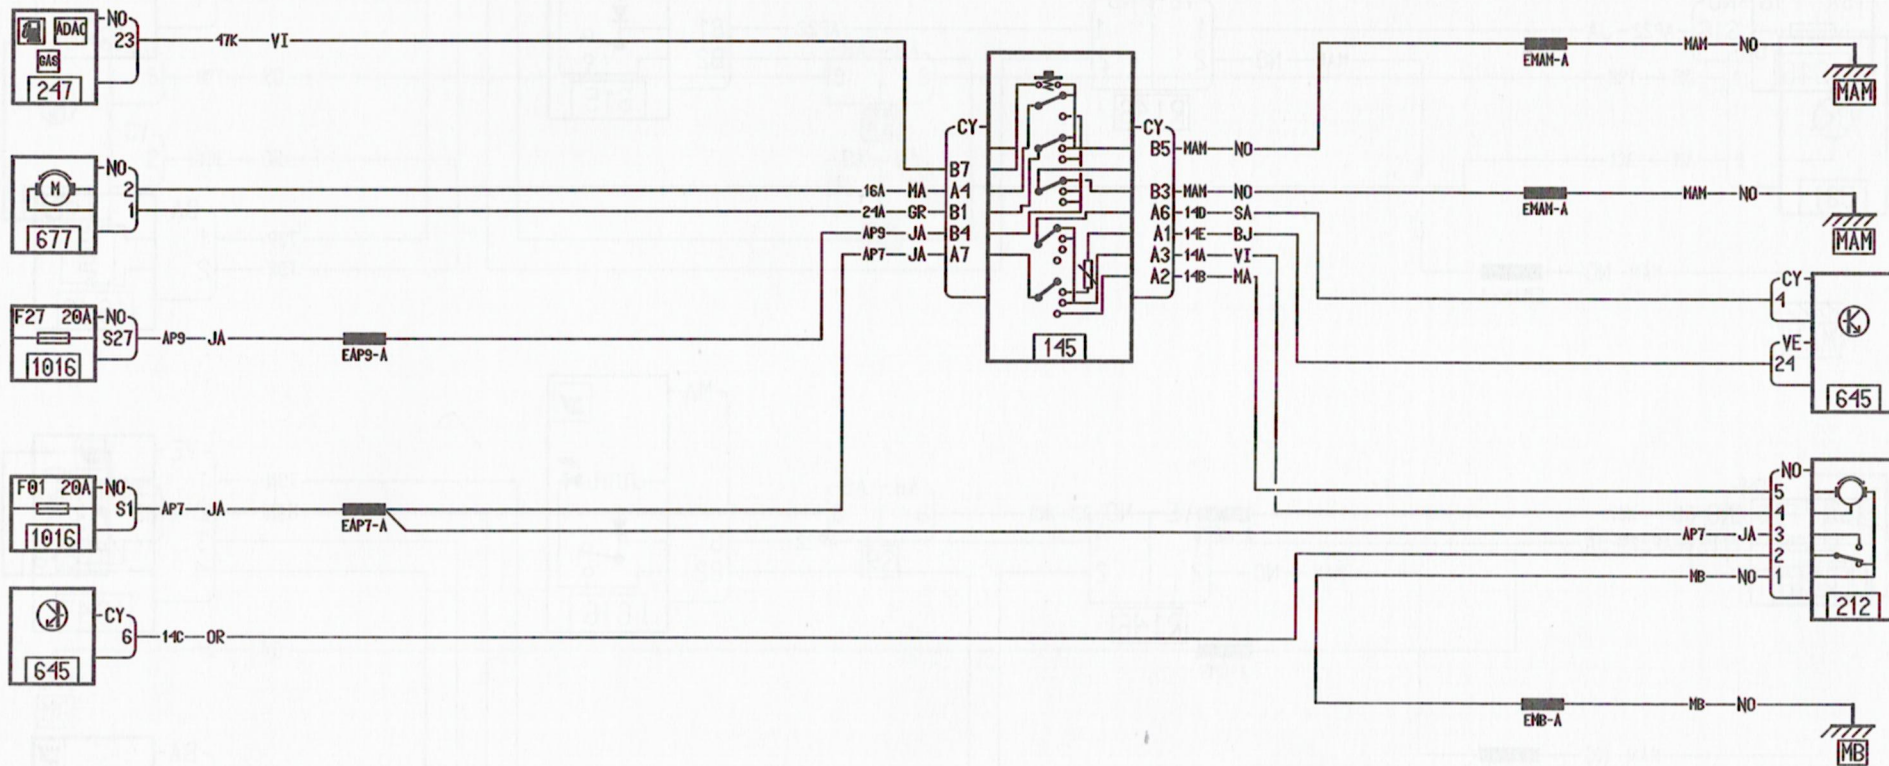 ADAC
GAS
NO
23
247
47K VI
NO
2
1
M
677
F27 20A
NO
S27
1016
AP9 JA
EAP9-A
F01 20A
NO
S1
1016
AP7 JA
EAP7-A
CY
6
645
14C OR
CY
B7
16A MA A4
21A GR B1
AP9 JA B4
AP7 JA A7
145
CY
B5 MAM NO
B3 MAM NO
A6 14D SA
A1 14E BJ
A3 14A VI
A2 14B MA
EMAM-A
MAM NO
MAM
EMAM-A
MAM NO
MAM
CY
4
VE
24
645
NO
5
4
AP7 JA 3
2
MB NO 1
212
EMB-A
MB NO
MB